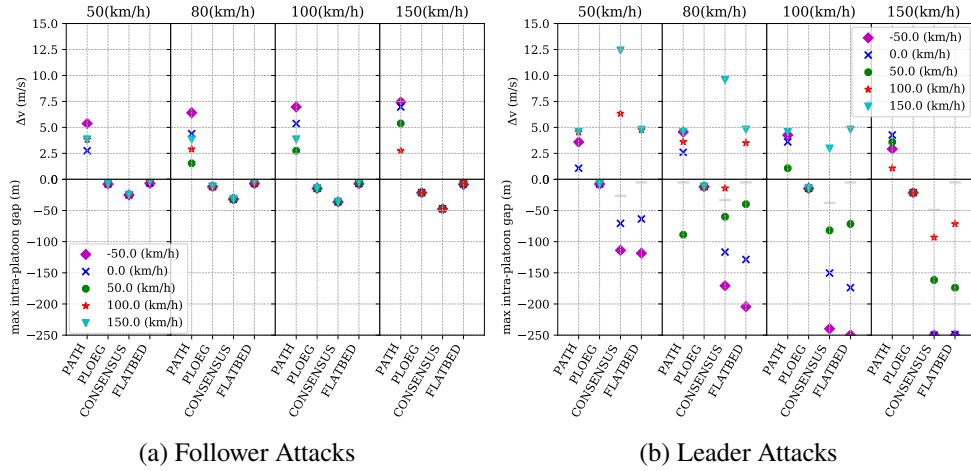 50(km/h) 80(km/h) 100(km/h) 150(km/h)
15.0
12.5
10.0
7.5
5.0
2.5
0.0
−50
−100
−150
−200
−250
Δv (m/s)
max intra-platoon gap (m)
-50.0 (km/h)
0.0 (km/h)
50.0 (km/h)
100.0 (km/h)
150.0 (km/h)
PATH PLOEG CONSENSUS FLATBED PATH PLOEG CONSENSUS FLATBED PATH PLOEG CONSENSUS FLATBED PATH PLOEG CONSENSUS FLATBED
(a) Follower Attacks
50(km/h) 80(km/h) 100(km/h) 150(km/h)
15.0
12.5
10.0
7.5
5.0
2.5
0.0
−50
−100
−150
−200
−250
Δv (m/s)
max intra-platoon gap (m)
-50.0 (km/h)
0.0 (km/h)
50.0 (km/h)
100.0 (km/h)
150.0 (km/h)
PATH PLOEG CONSENSUS FLATBED PATH PLOEG CONSENSUS FLATBED PATH PLOEG CONSENSUS FLATBED PATH PLOEG CONSENSUS FLATBED
(b) Leader Attacks